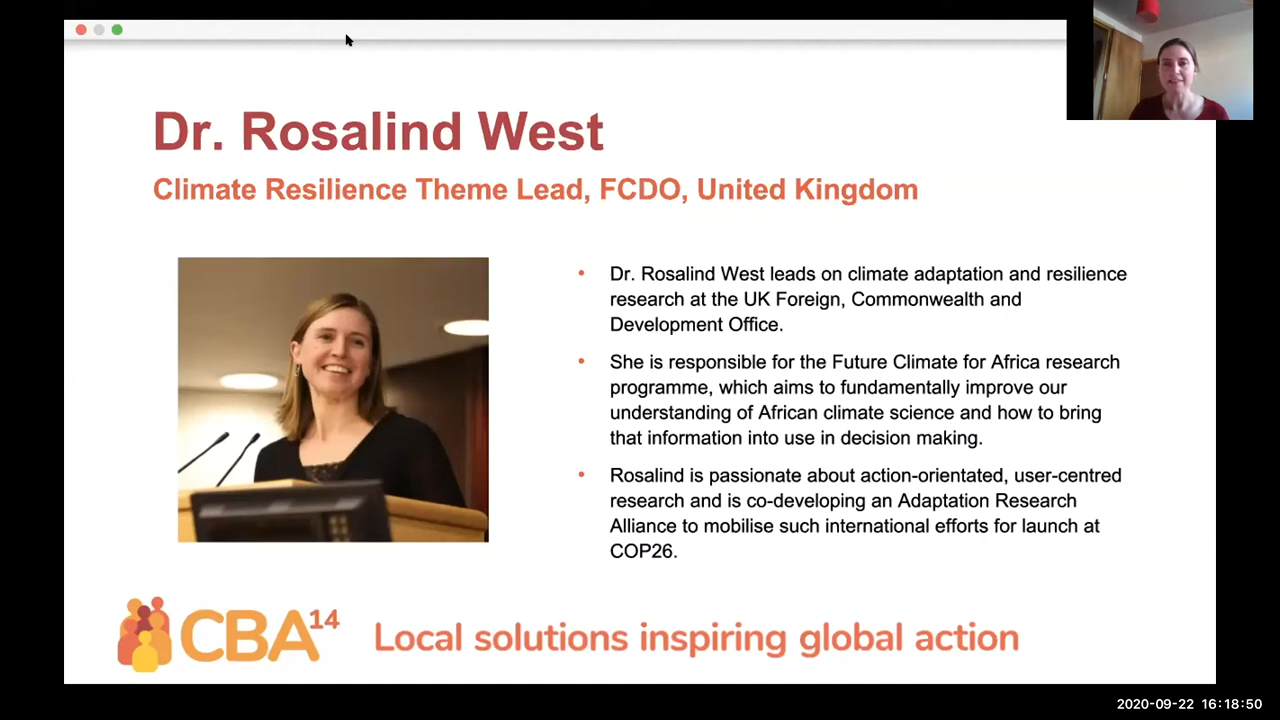 Dr. Rosalind West
Climate Resilience Theme Lead, FCDO, United Kingdom
• Dr. Rosalind West leads on climate adaptation and resilience
research at the UK Foreign, Commonwealth and
Development Office.
• She is responsible for the Future Climate for Africa research
programme, which aims to fundamentally improve our
understanding of African climate science and how to bring
that information into use in decision making.
• Rosalind is passionate about action-orientated, user-centred
research and is co-developing an Adaptation Research
Alliance to mobilise such international efforts for launch at
COP26.
CBA14 Local solutions inspiring global action
2020-09-22 16:18:50